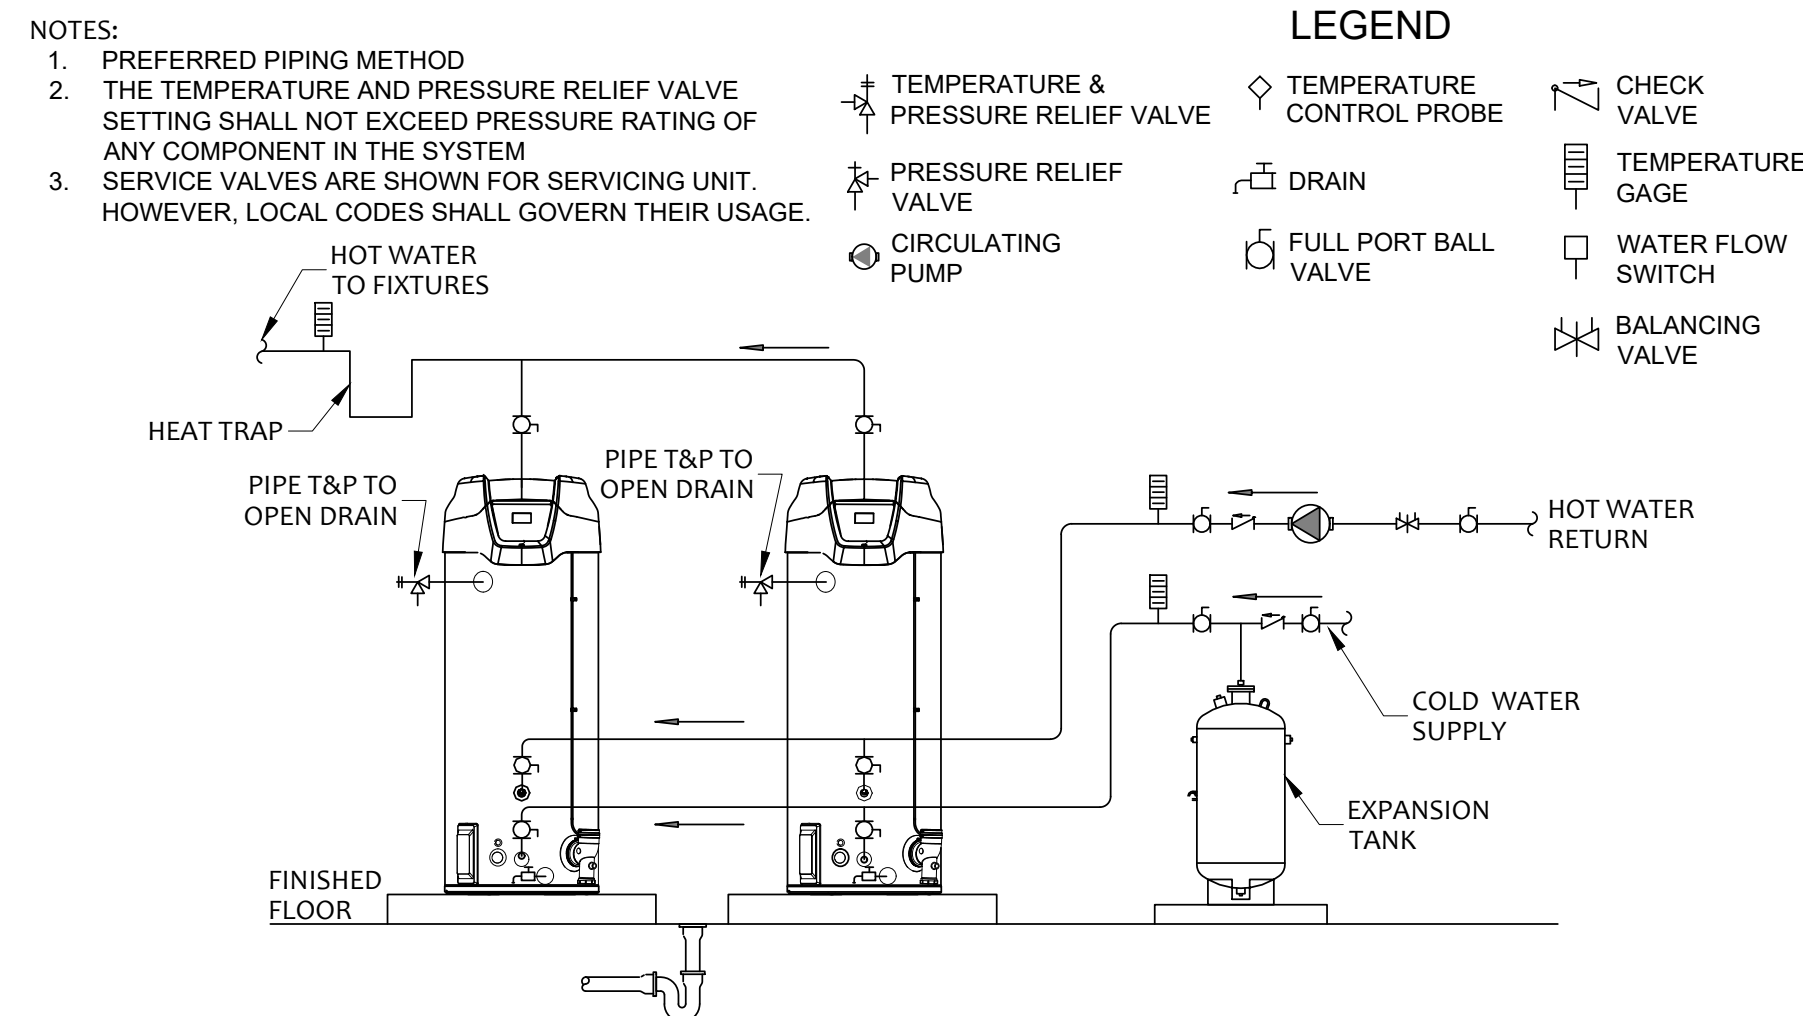 NOTES:
1. PREFERRED PIPING METHOD
2. THE TEMPERATURE AND PRESSURE RELIEF VALVE
SETTING SHALL NOT EXCEED PRESSURE RATING OF
ANY COMPONENT IN THE SYSTEM
3. SERVICE VALVES ARE SHOWN FOR SERVICING UNIT.
HOWEVER, LOCAL CODES SHALL GOVERN THEIR USAGE.
LEGEND
TEMPERATURE &
PRESSURE RELIEF VALVE
PRESSURE RELIEF
VALVE
CIRCULATING
PUMP
TEMPERATURE
CONTROL PROBE
DRAIN
FULL PORT BALL
VALVE
CHECK
VALVE
TEMPERATURE
GAGE
WATER FLOW
SWITCH
BALANCING
VALVE
HOT WATER
TO FIXTURES
HEAT TRAP
PIPE T&P TO
OPEN DRAIN
PIPE T&P TO
OPEN DRAIN
HOT WATER
RETURN
COLD WATER
SUPPLY
EXPANSION
TANK
FINISHED
FLOOR